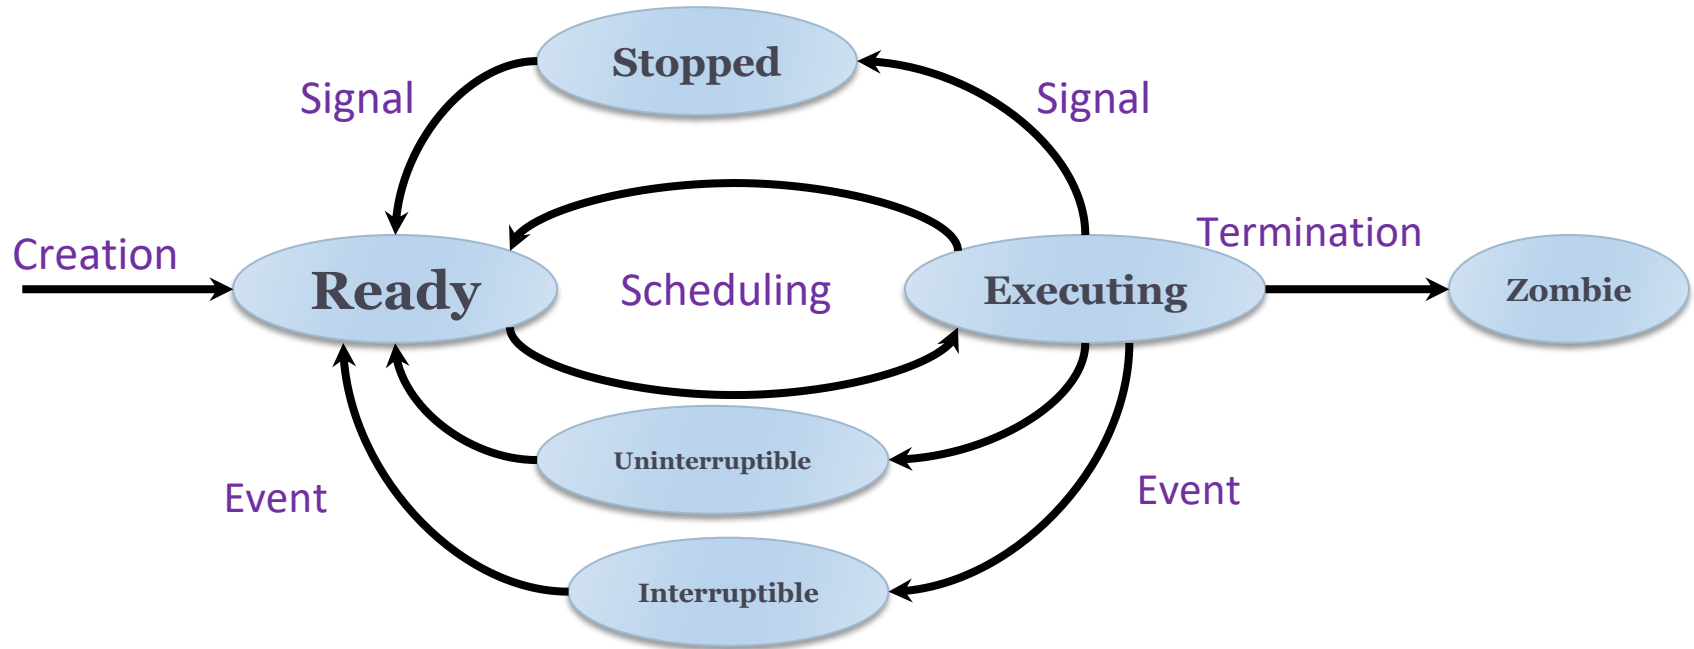 Stopped
Signal
Signal
Creation
Termination
Ready
Scheduling
Executing
Zombie
Uninterruptible
Event
Event
Interruptible